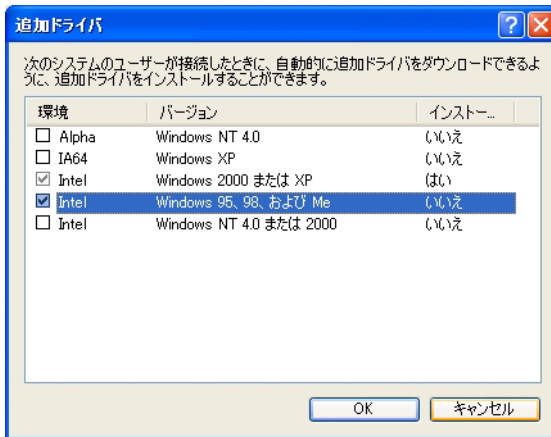 追加ドライバ
次のシステムのユーザーが接続したときに、自動的に追加ドライバをダウンロードできるよ
うに、追加ドライバをインストールすることができます。
環境 バージョン インストー...
Alpha Windows NT 4.0 いいえ
IA64 Windows XP いいえ
Intel Windows 2000 または XP はい
Intel Windows 95、98、および Me いいえ
Intel Windows NT 4.0 または 2000 いいえ
OK キャンセル